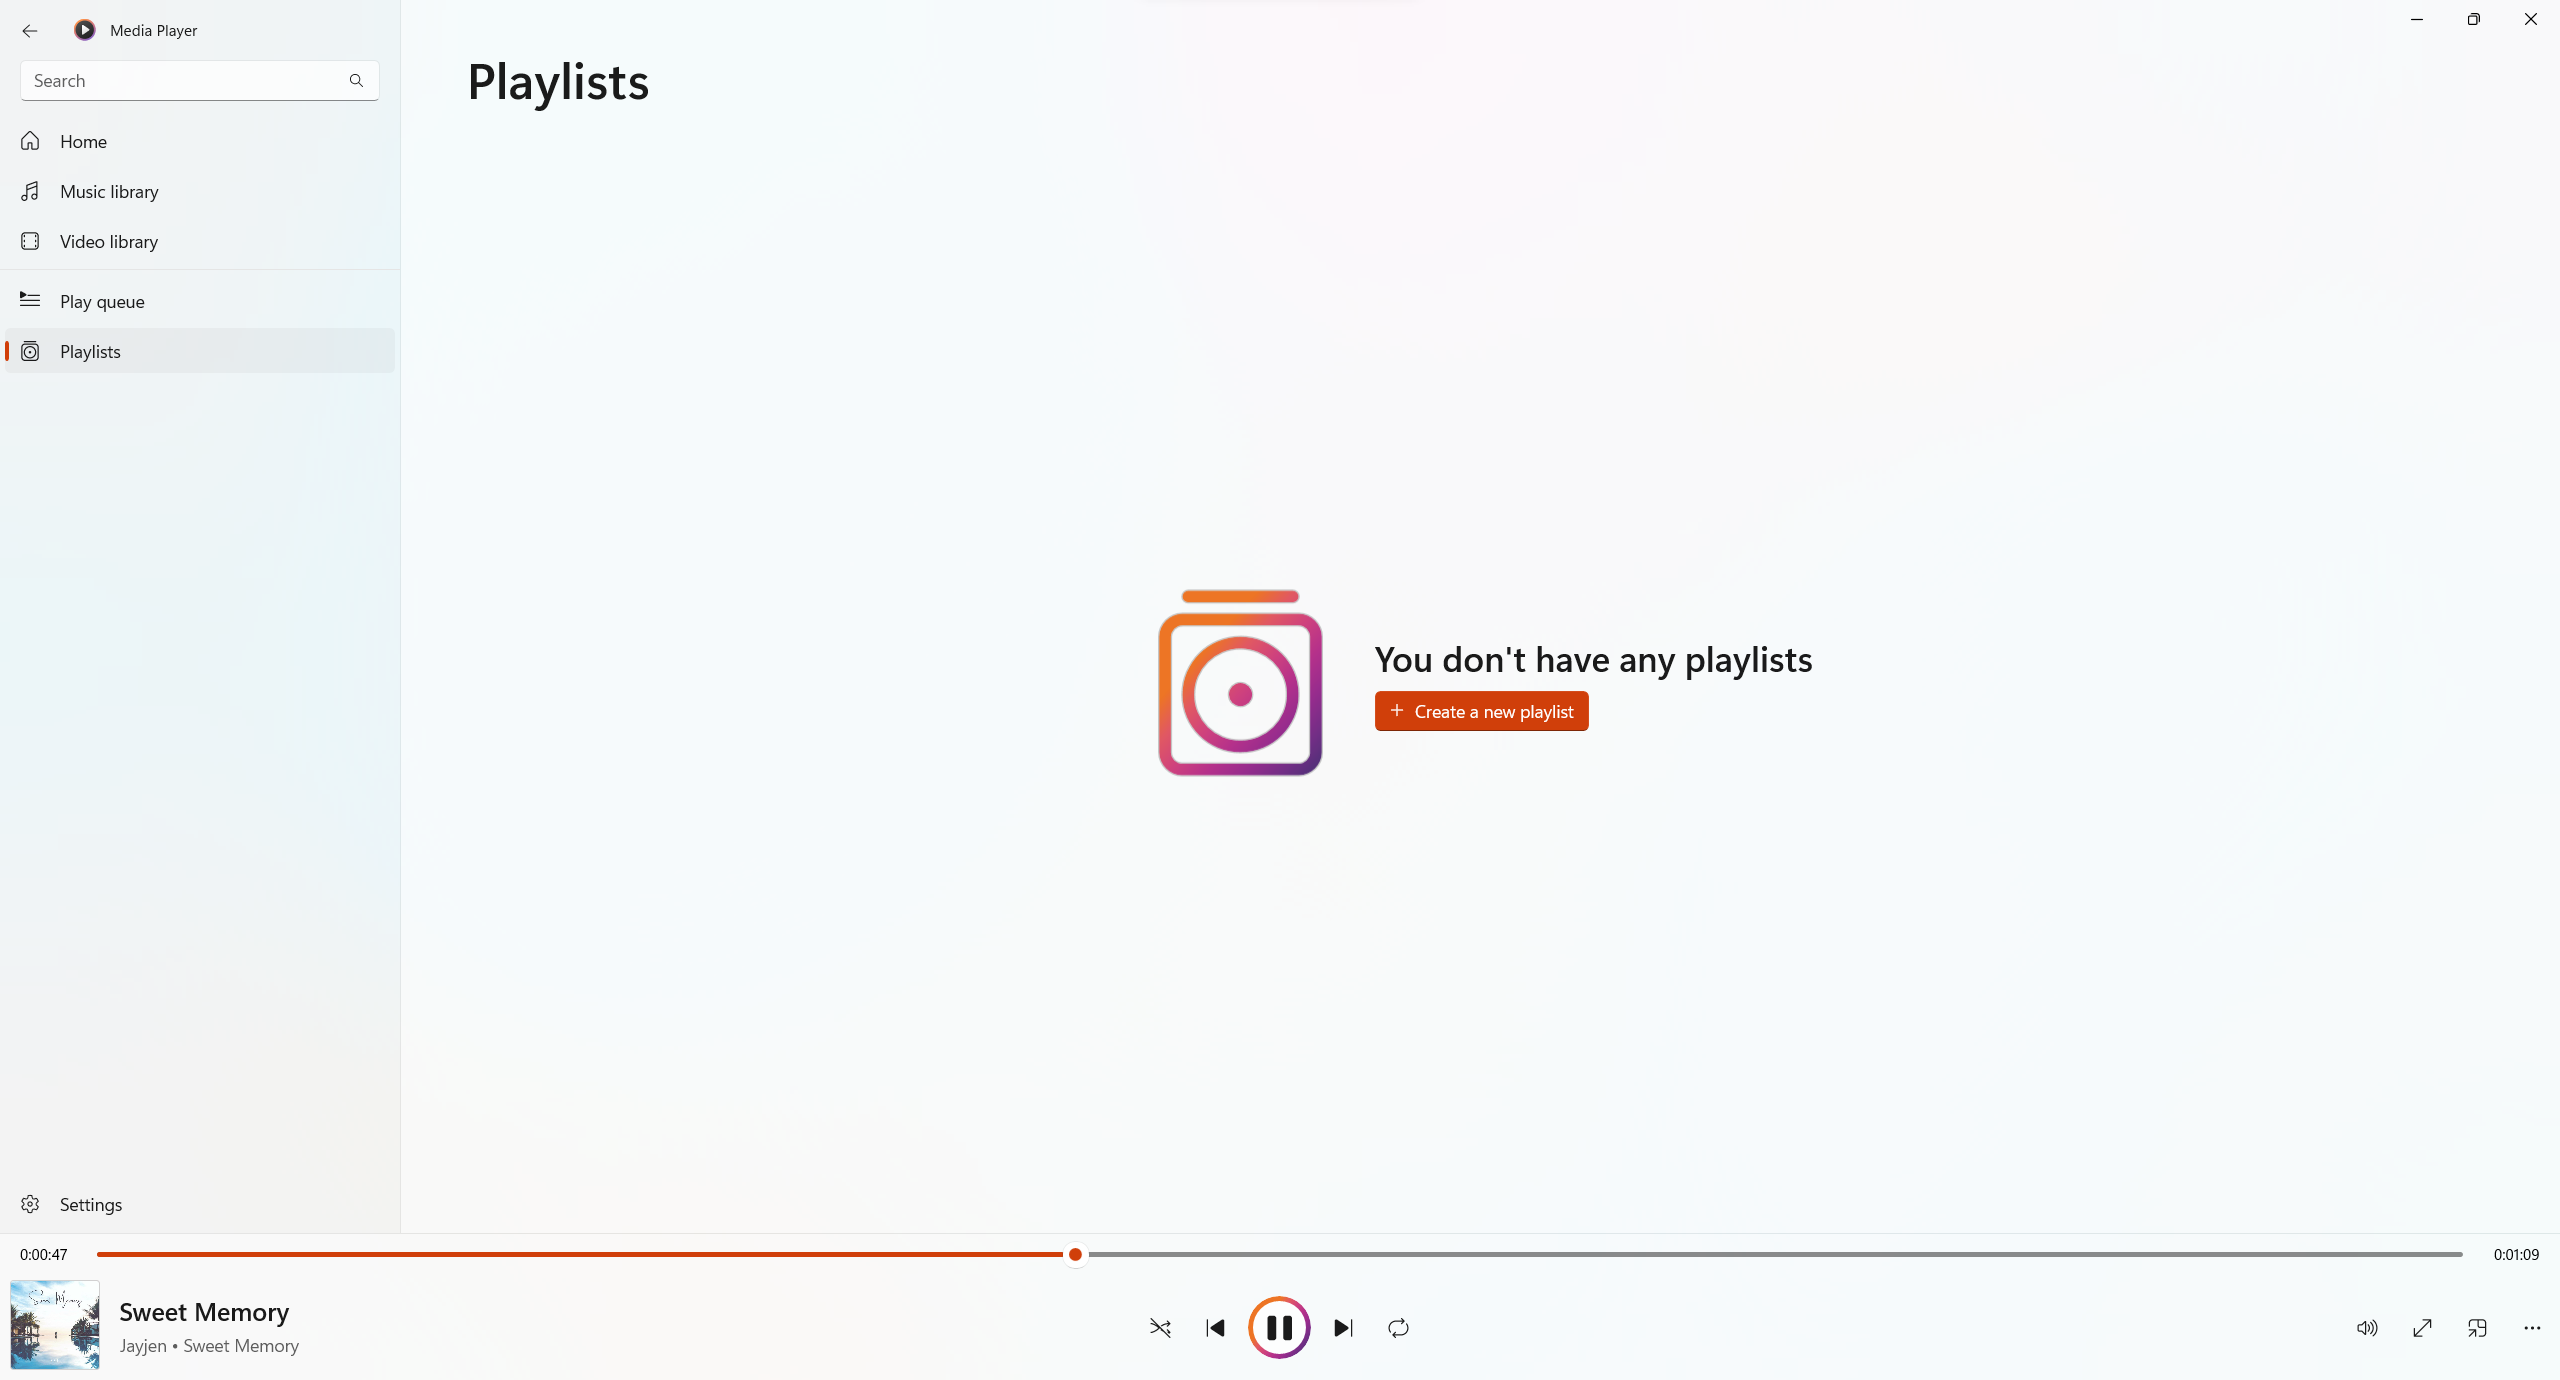 Media Player
Search
Home
Music library
Video library
Play queue
Playlists
Settings
Playlists
You don't have any playlists
Create a new playlist
0:00:47
0:01:09
Sweet Memory
Jayjen • Sweet Memory